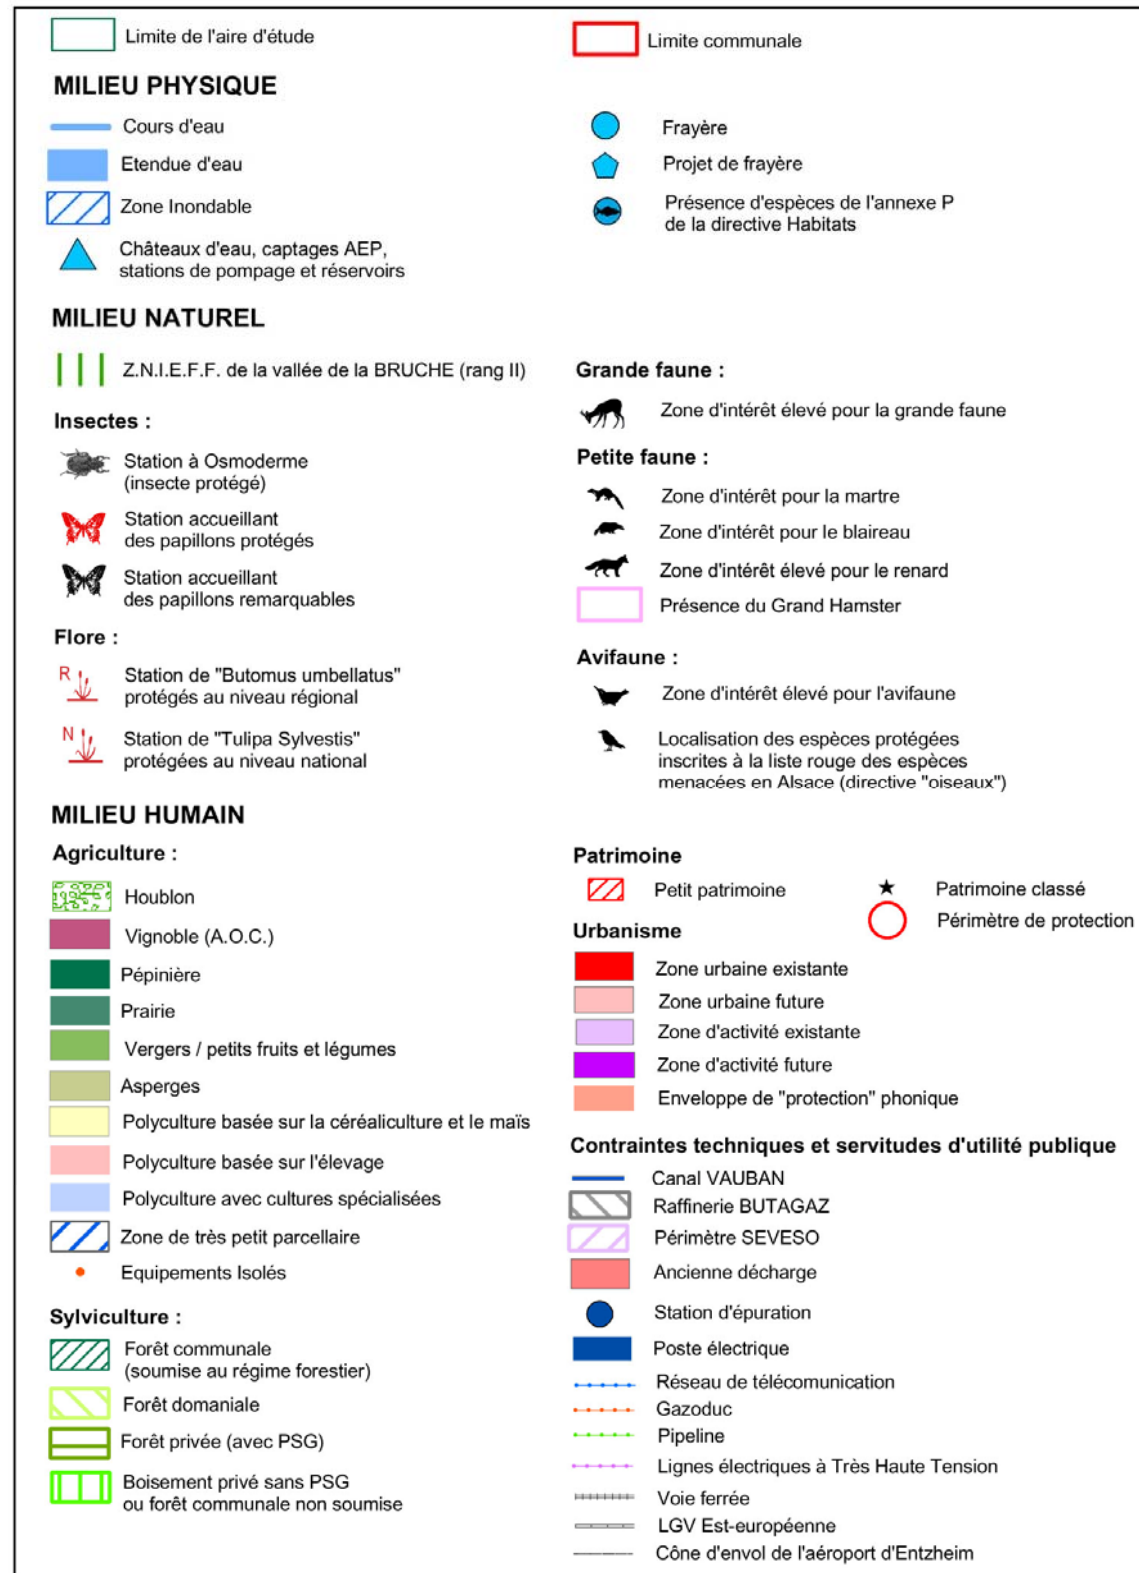 Limite de l'aire d'étude
Limite communale
MILIEU PHYSIQUE
Cours d'eau
Etendue d'eau
Zone Inondable
Châteaux d'eau, captages AEP,
stations de pompage et réservoirs
Frayère
Projet de frayère
Présence d'espèces de l'annexe P
de la directive Habitats
MILIEU NATUREL
Z.N.I.E.F.F. de la vallée de la BRUCHE (rang II)
Insectes :
Station à Osmoderme
(insecte protégé)
Station accueillant
des papillons protégés
Station accueillant
des papillons remarquables
Flore :
R
Station de "Butomus umbellatus"
protégés au niveau régional
N
Station de "Tulipa Sylvestis"
protégées au niveau national
Grande faune :
Zone d'intérêt élevé pour la grande faune
Petite faune :
Zone d'intérêt pour la martre
Zone d'intérêt pour le blaireau
Zone d'intérêt élevé pour le renard
Présence du Grand Hamster
Avifaune :
Zone d'intérêt élevé pour l'avifaune
Localisation des espèces protégées
inscrites à la liste rouge des espèces
menacées en Alsace (directive "oiseaux")
MILIEU HUMAIN
Agriculture :
Houblon
Vignoble (A.O.C.)
Pépinière
Prairie
Vergers / petits fruits et légumes
Asperges
Polyculture basée sur la céréaliculture et le maïs
Polyculture basée sur l'élevage
Polyculture avec cultures spécialisées
Zone de très petit parcellaire
Equipements Isolés
Sylviculture :
Forêt communale
(soumise au régime forestier)
Forêt domaniale
Forêt privée (avec PSG)
Boisement privé sans PSG
ou forêt communale non soumise
Patrimoine
Petit patrimoine
Patrimoine classé
Périmètre de protection
Urbanisme
Zone urbaine existante
Zone urbaine future
Zone d'activité existante
Zone d'activité future
Enveloppe de "protection" phonique
Contraintes techniques et servitudes d'utilité publique
Canal VAUBAN
Raffinerie BUTAGAZ
Périmètre SEVESO
Ancienne décharge
Station d'épuration
Poste électrique
Réseau de télécomunication
Gazoduc
Pipeline
Lignes électriques à Très Haute Tension
Voie ferrée
LGV Est-européenne
Cône d'envol de l'aéroport d'Entzheim